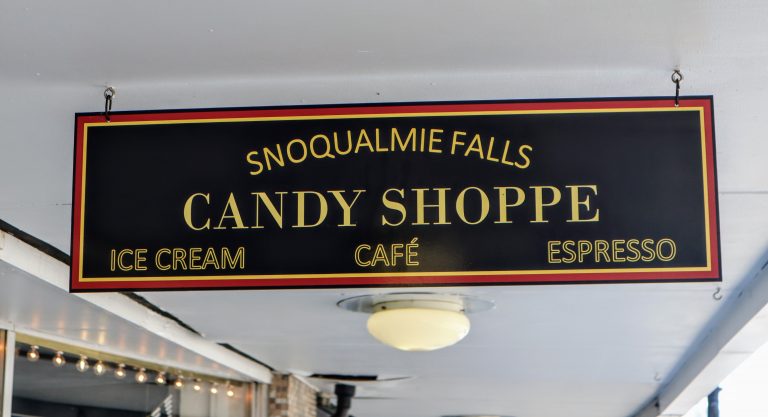 SNOQUALMIE FALLS
CANDY SHOPPE
ICE CREAM CAFÉ ESPRESSO